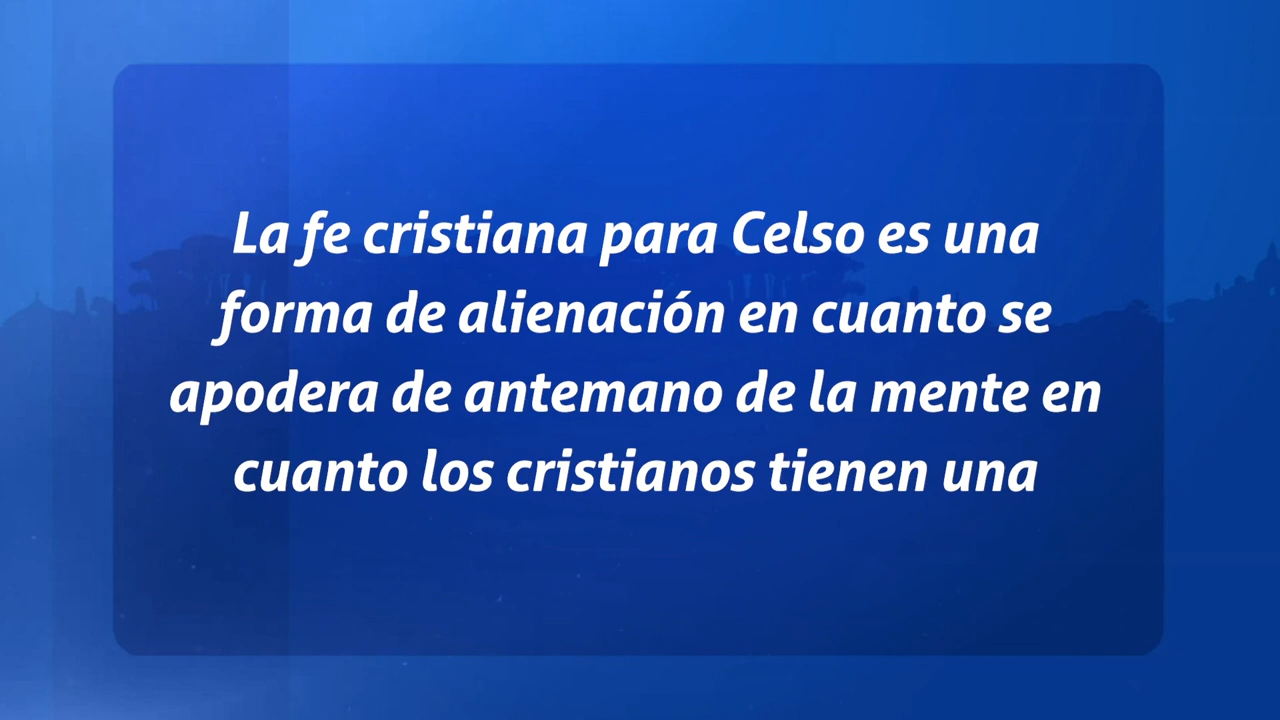 La fe cristiana para Celso es una
forma de alienación en cuanto se
apodera de antemano de la mente en
cuanto los cristianos tienen una